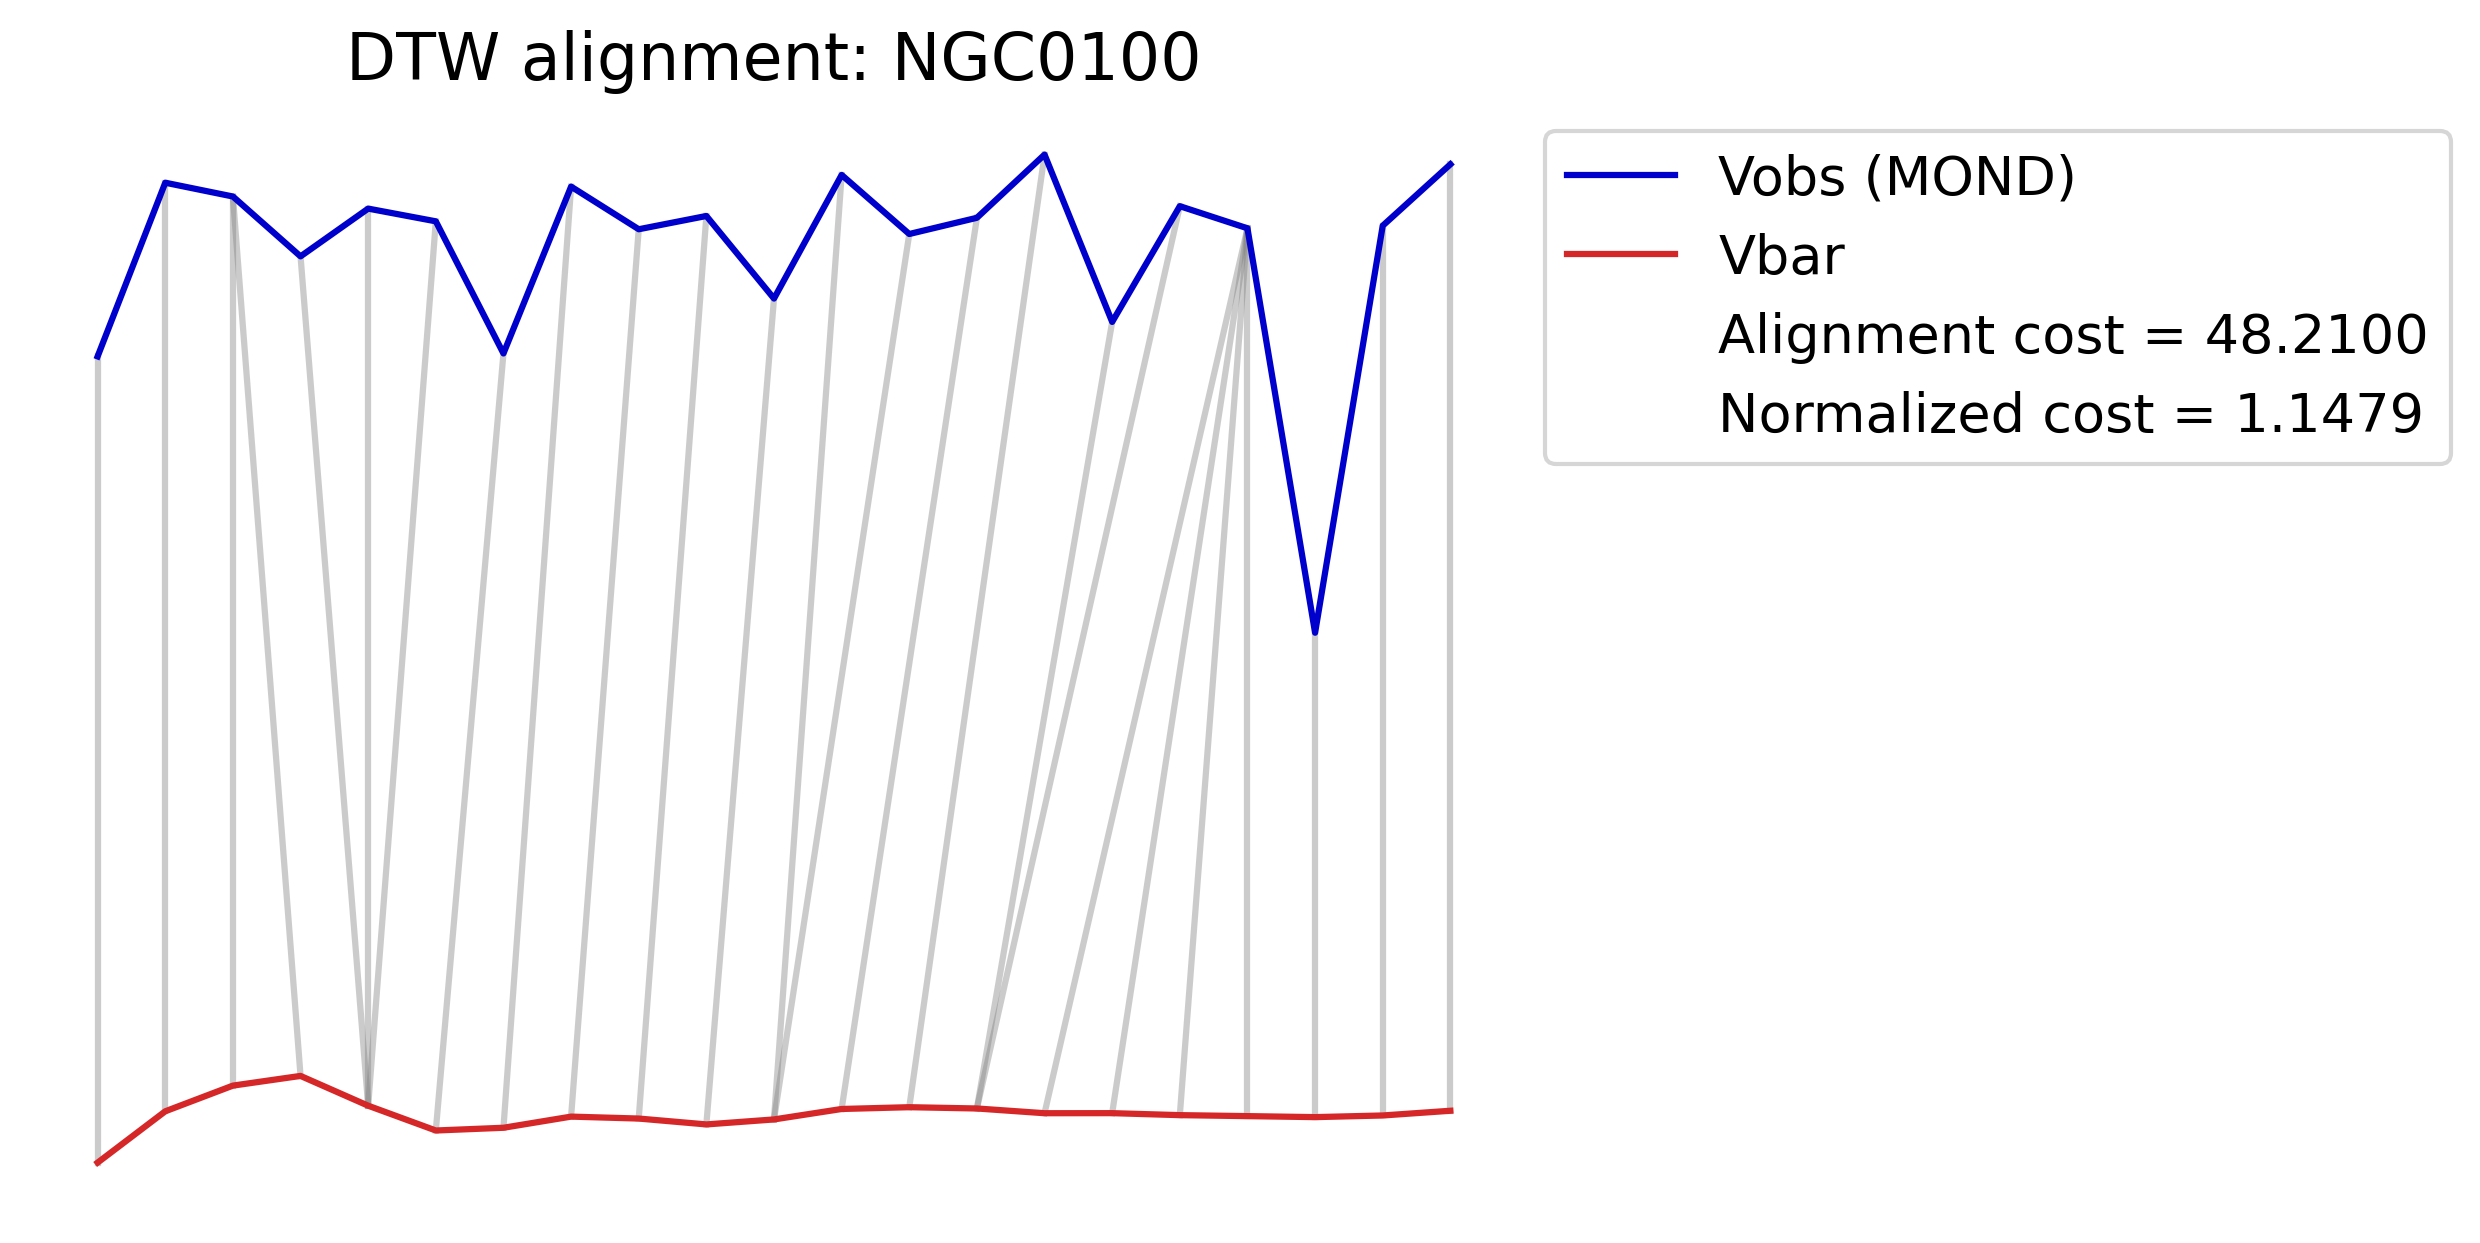 DTW alignment: NGC0100
Vobs (MOND)
Vbar
Alignment cost = 48.2100
Normalized cost = 1.1479